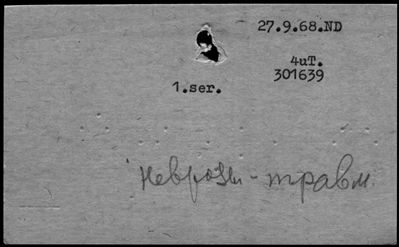 27.9.68.ND
4uT.
301639
1.ser.
Неврозы - травм.